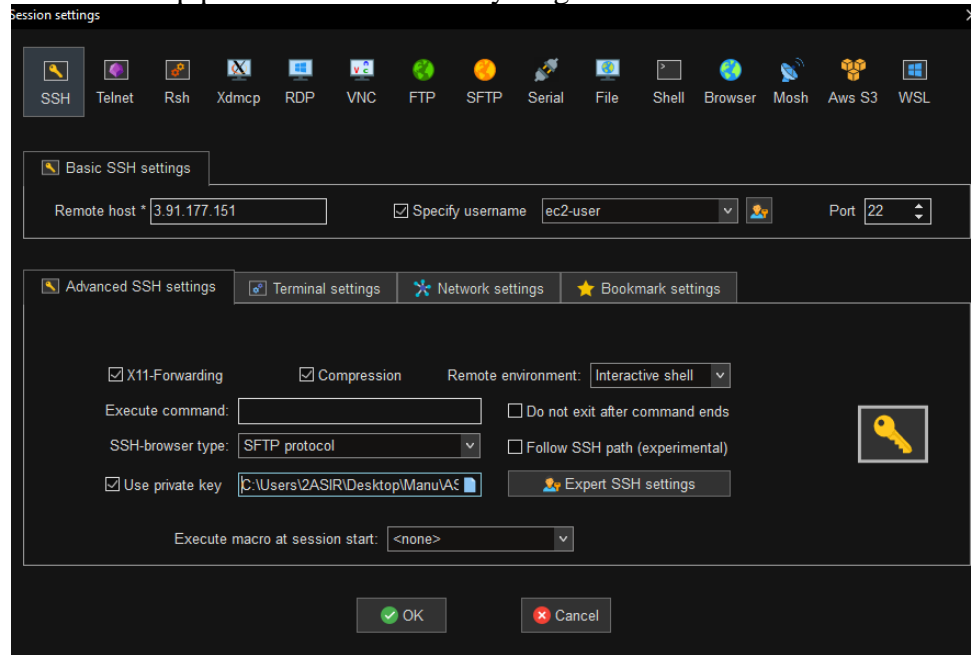 Session settings
SSH Telnet Rsh Xdmcp RDP VNC FTP SFTP Serial File Shell Browser Mosh Aws S3 WSL
Basic SSH settings
Remote host * 3.91.177.151 Specify username ec2-user Port 22
Advanced SSH settings Terminal settings Network settings Bookmark settings
X11-Forwarding Compression Remote environment: Interactive shell
Execute command: Do not exit after command ends
SSH-browser type: SFTP protocol Follow SSH path (experimental)
Use private key C:\Users\2ASIR\Desktop\Manu\AS Expert SSH settings
Execute macro at session start: <none>
OK Cancel